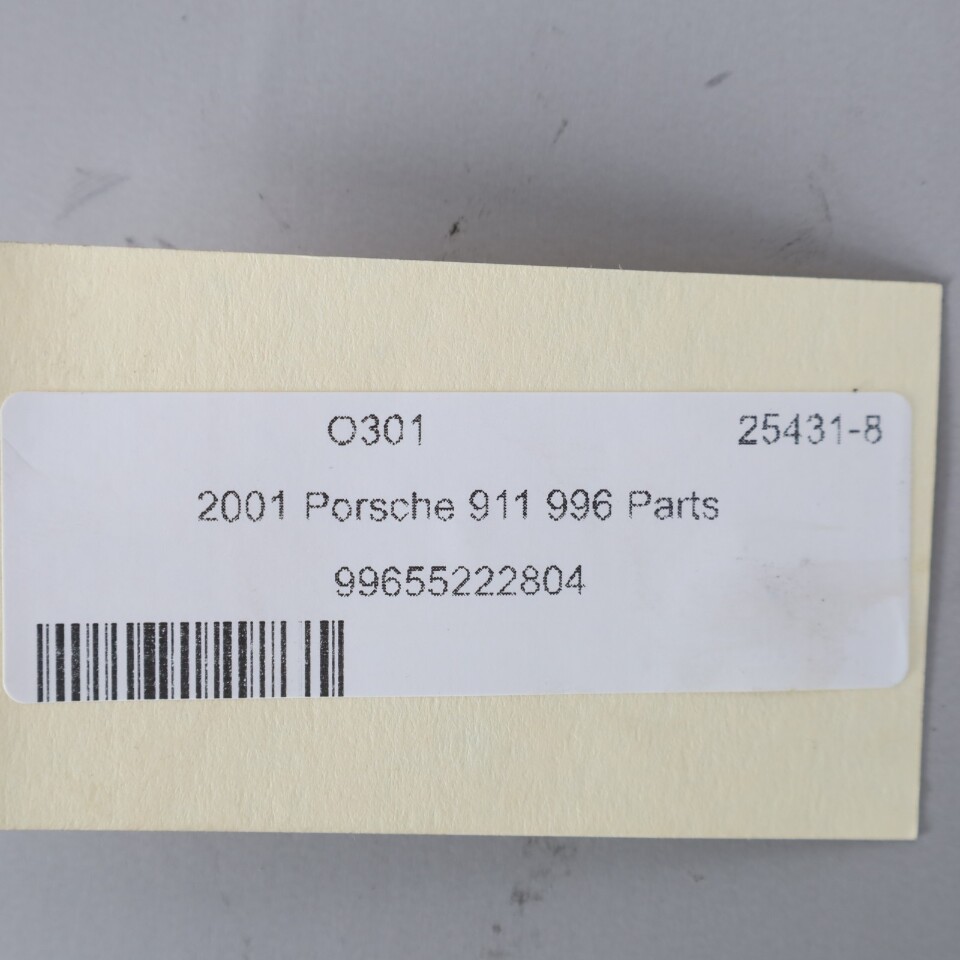 O301 25431-8
2001 Porsche 911 996 Parts
99655222804